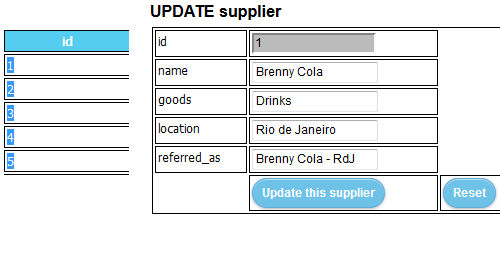 UPDATE supplier
id
1
2
3
4
5
id 1
name Brenny Cola
goods Drinks
location Rio de Janeiro
referred_as Brenny Cola - RdJ
Update this supplier Reset